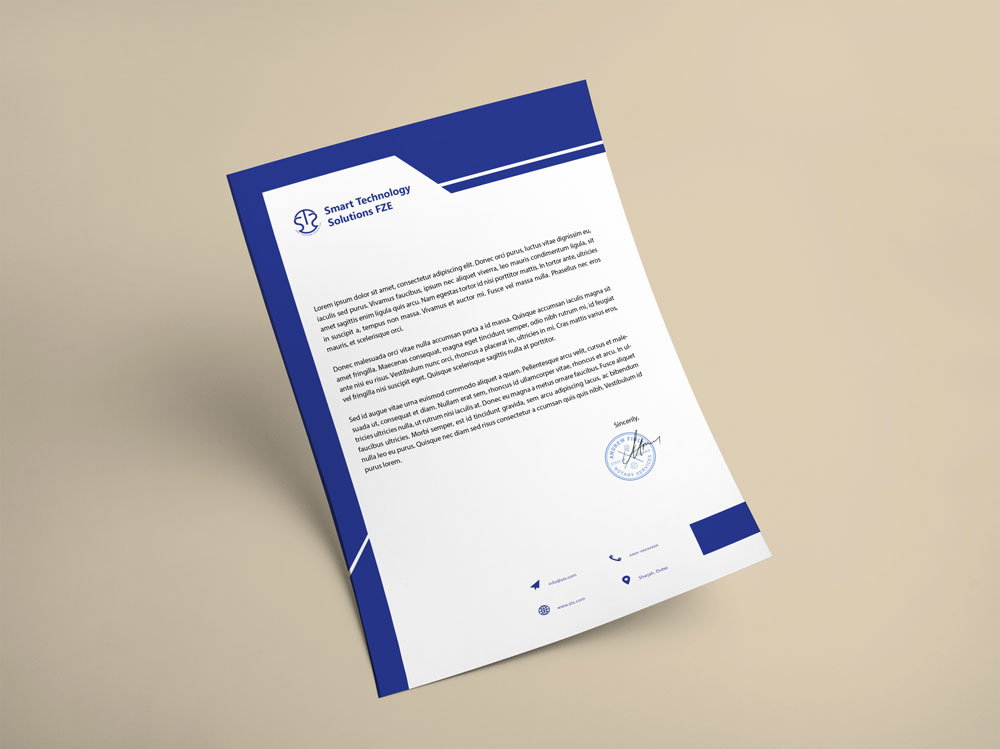 Smart Technology
Solutions FZE
Lorem ipsum dolor sit amet, consectetur adipiscing elit. Donec orci purus, luctus vitae dignissim eu,
iaculis sed purus. Vivamus faucibus, ipsum nec aliquet viverra, leo mauris condimentum ligula, sit
amet sagittis enim ligula quis arcu. Nam egestas tortor id nisi porttitor mattis. In tortor ante, ultricies
in suscipit a, tempus non massa. Vivamus et auctor mi. Fusce vel massa nulla. Phasellus nec eros
mauris, et scelerisque orci.
Donec malesuada orci vitae nulla accumsan porta a id massa. Quisque accumsan iaculis magna sit
amet fringilla. Maecenas consequat, magna eget tincidunt semper, odio nibh rutrum mi, id feugiat
ante nisi eu risus. Vestibulum nunc orci, rhoncus a placerat in, ultricies in mi. Cras mattis varius eros,
vel fringilla nisi suscipit eget. Quisque scelerisque sagittis nulla at porttitor.
Sed id augue vitae urna euismod commodo aliquet a quam. Pellentesque arcu velit, cursus et male-
suada ut, consequat et diam. Nullam erat sem, rhoncus id ullamcorper vitae, rhoncus et arcu. In ul-
tricies ultricies nulla, ut rutrum nisi iaculis at. Donec eu magna a metus ornare faucibus. Fusce aliquet
faucibus ultricies. Morbi semper, est id tincidunt gravida, sem arcu adipiscing lacus, ac bibendum
nulla leo eu purus. Quisque nec diam sed risus consectetur a ccumsan quis quis nibh. Vestibulum id
purus lorem.
Sincerely,
ANDREW
NOTARY SERVICES
info@sts.com
www.sts.com
Sharjah, Dubai